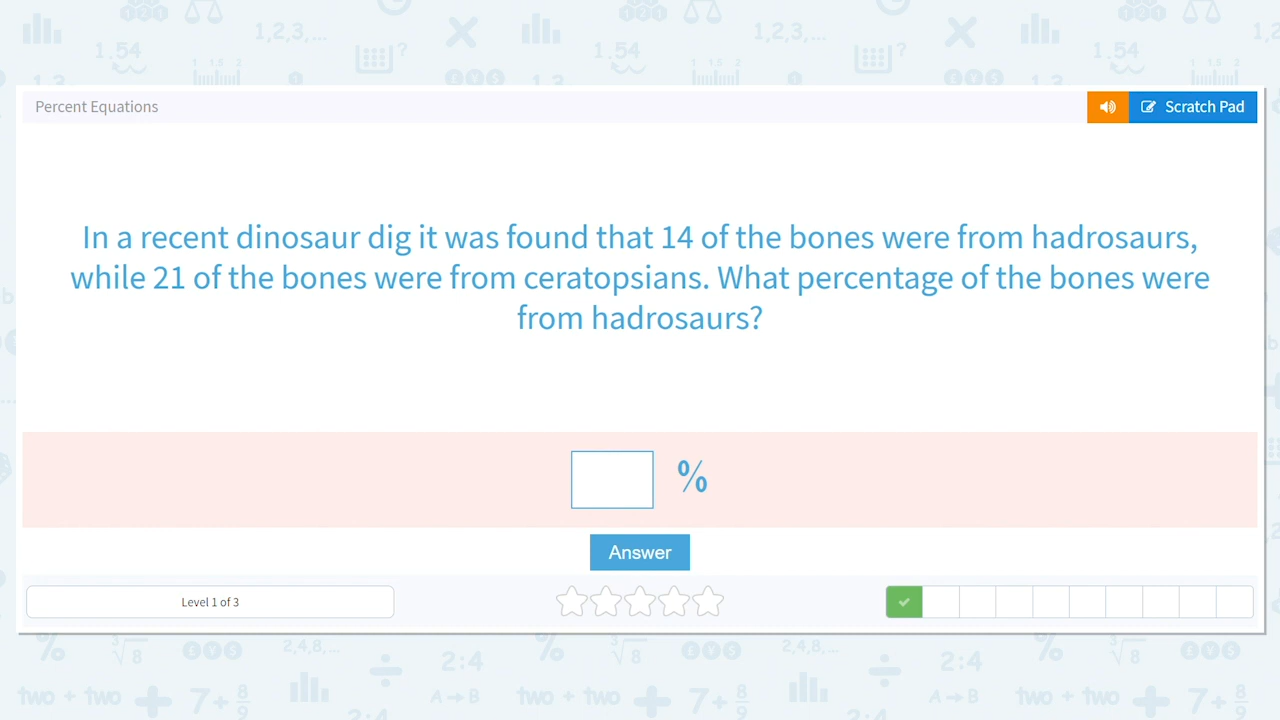 Percent Equations
Scratch Pad
In a recent dinosaur dig it was found that 14 of the bones were from hadrosaurs,
while 21 of the bones were from ceratopsians. What percentage of the bones were
from hadrosaurs?
%
Answer
Level 1 of 3